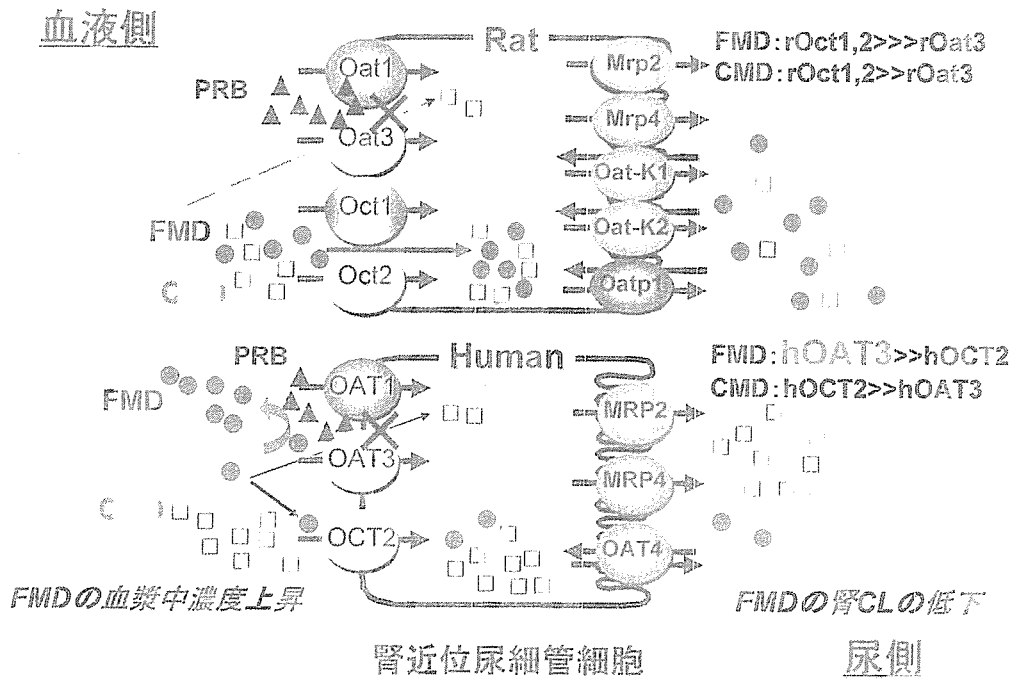 血液側
Rat
FMD:rOct1,2>>>rOat3
CMD:rOct1,2>>rOat3
PRB
Oat1
Oat3
Oct1
Oct2
FMD
Mrp2
Mrp4
Oat-K1
Oat-K2
Oatp1
Human
FMD:hOAT3>>hOCT2
CMD:hOCT2>>hOAT3
PRB
FMD
OAT1
OAT3
OCT2
MRP2
MRP4
OAT4
FMDの血漿中濃度上昇
FMDの腎CLの低下
腎近位尿細管細胞
尿側